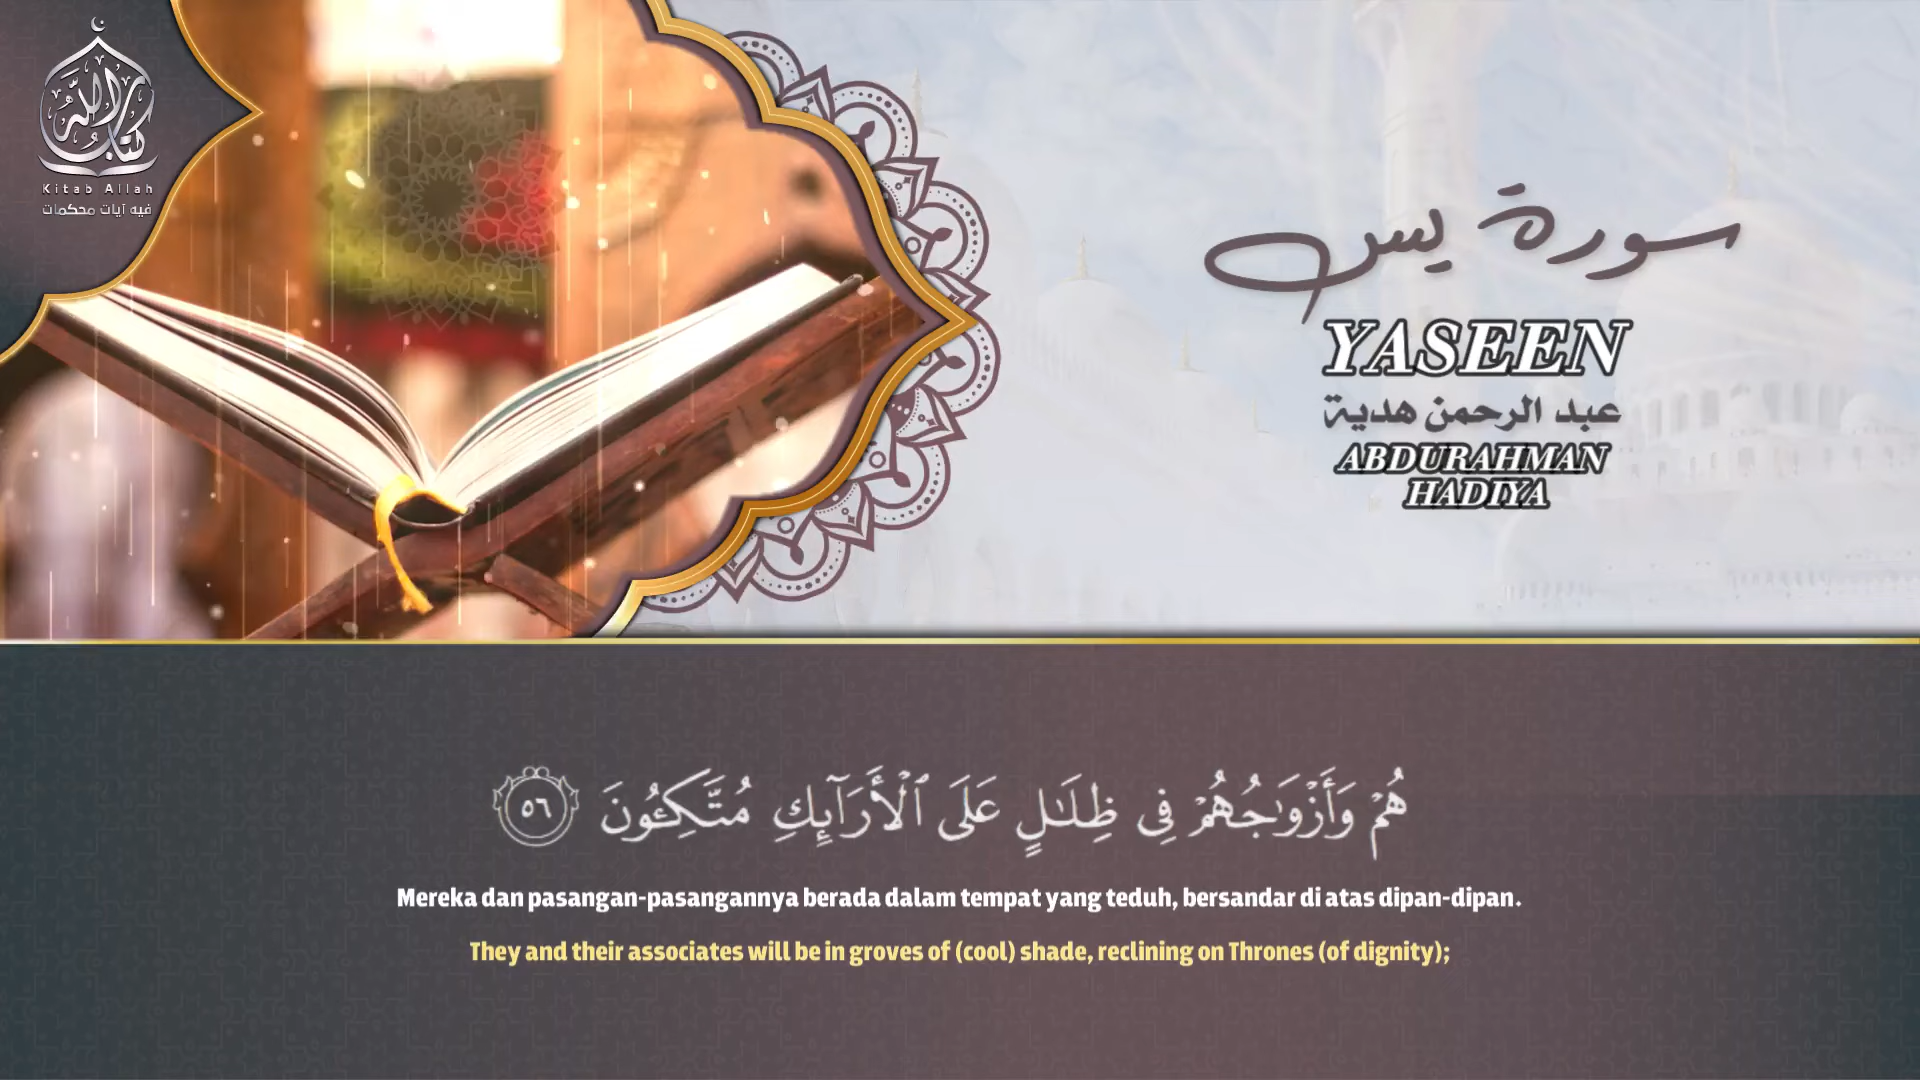 كتاب الله
Kitab Allah
فيه آيات محكمات
سورة يس
YASEEN
عبد الرحمن هدية
ABDURAHMAN
HADIYA
هُمْ وَأَزْوَٰجُهُمْ فِى ظِلَـٰلٍ عَلَى ٱلْأَرَآئِكِ مُتَّكِـُٔونَ ٥٦
Mereka dan pasangan-pasangannya berada dalam tempat yang teduh, bersandar di atas dipan-dipan.
They and their associates will be in groves of (cool) shade, reclining on Thrones (of dignity);